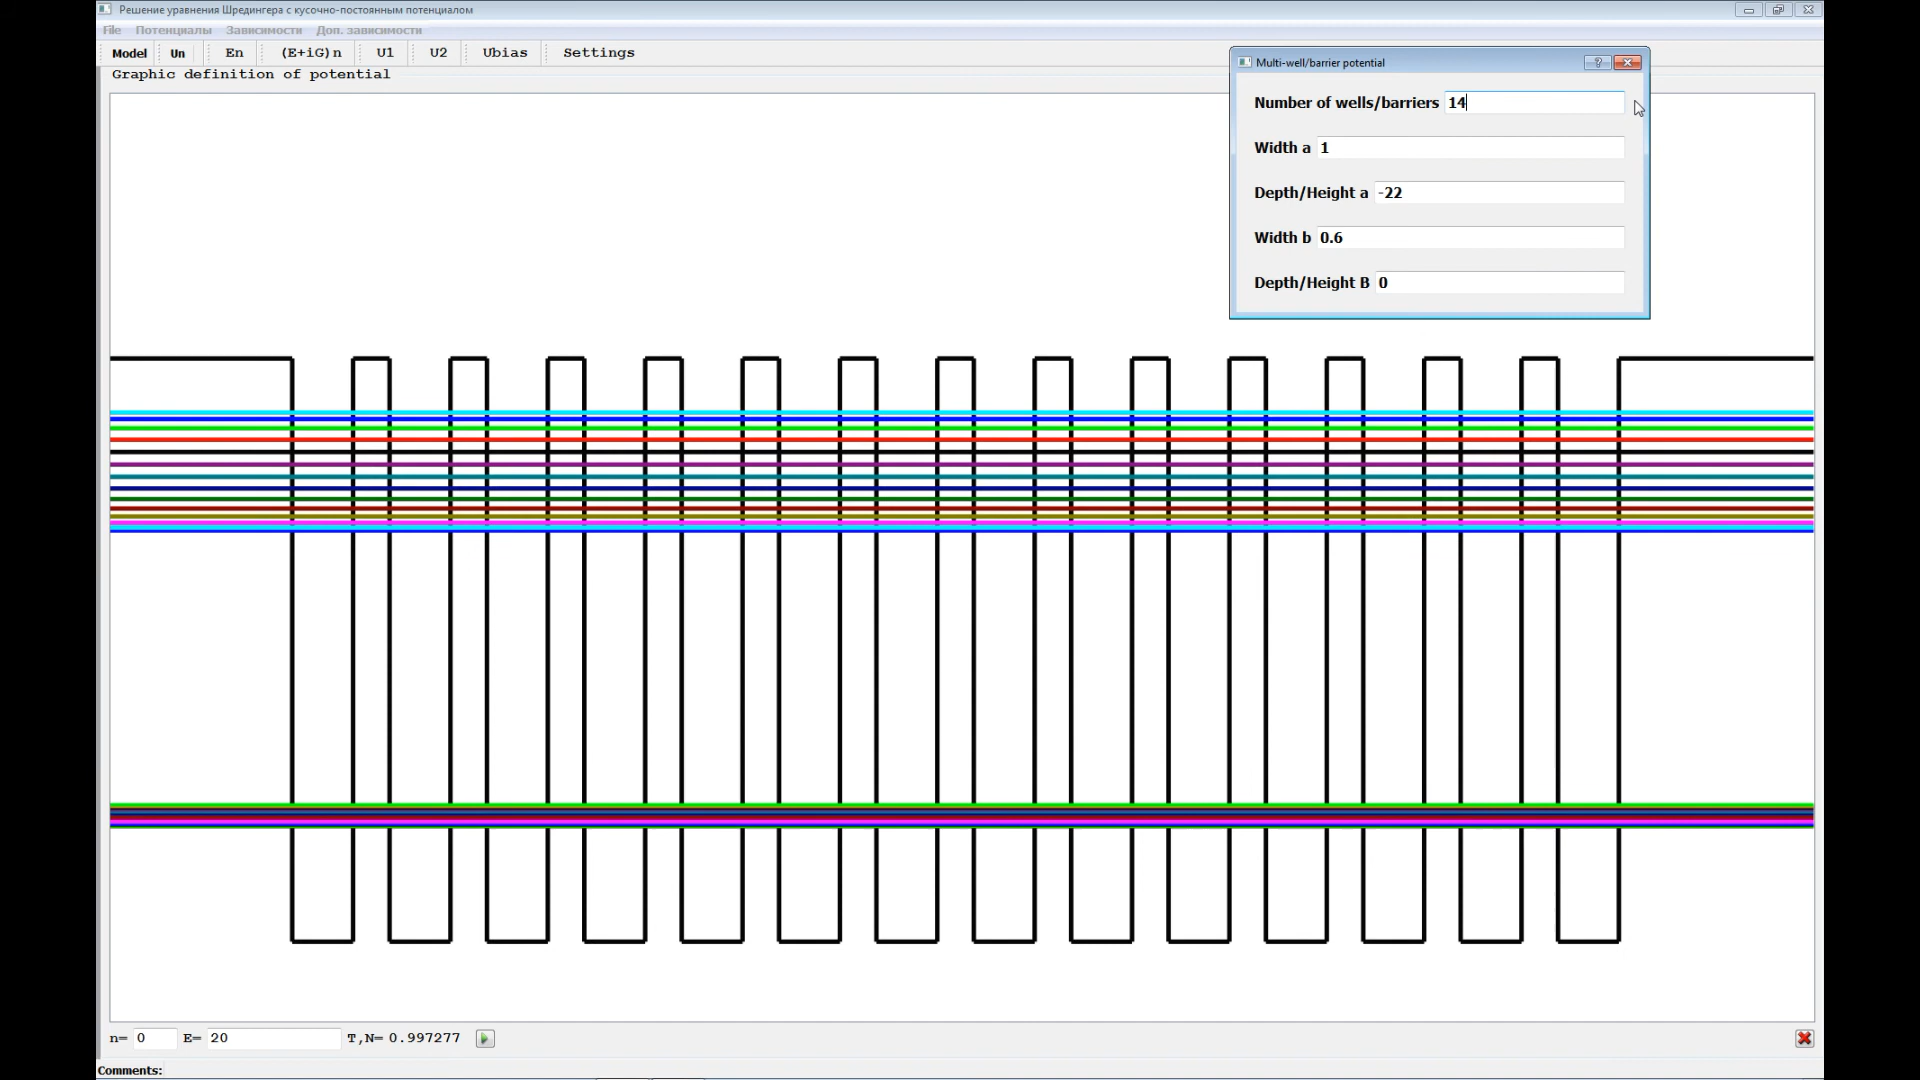 Решение уравнения Шредингера с кусочно-постоянным потенциалом
File Потенциалы Зависимости Доп. зависимости
Model Un En (E+iG)n U1 U2 Ubias Settings
Graphic definition of potential
Multi-well/barrier potential
Number of wells/barriers 14
Width a 1
Depth/Height a -22
Width b 0.6
Depth/Height B 0
n= 0 E= 20 T,N= 0.997277
Comments: